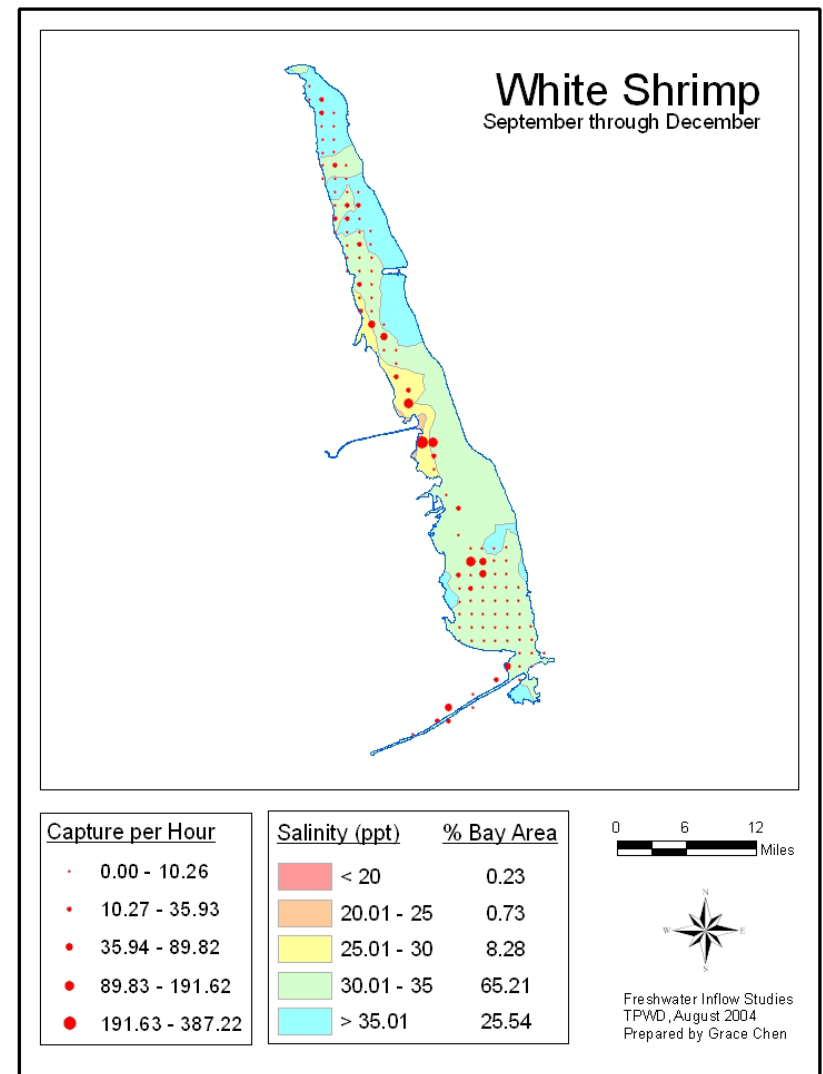 White Shrimp
September through December
Capture per Hour
0.00 - 10.26
10.27 - 35.93
35.94 - 89.82
89.83 - 191.62
191.63 - 387.22
Salinity (ppt) % Bay Area
< 20 0.23
20.01 - 25 0.73
25.01 - 30 8.28
30.01 - 35 65.21
> 35.01 25.54
0 6 12
Miles
N
W E
S
Freshwater Inflow Studies
TPWD, August 2004
Prepared by Grace Chen